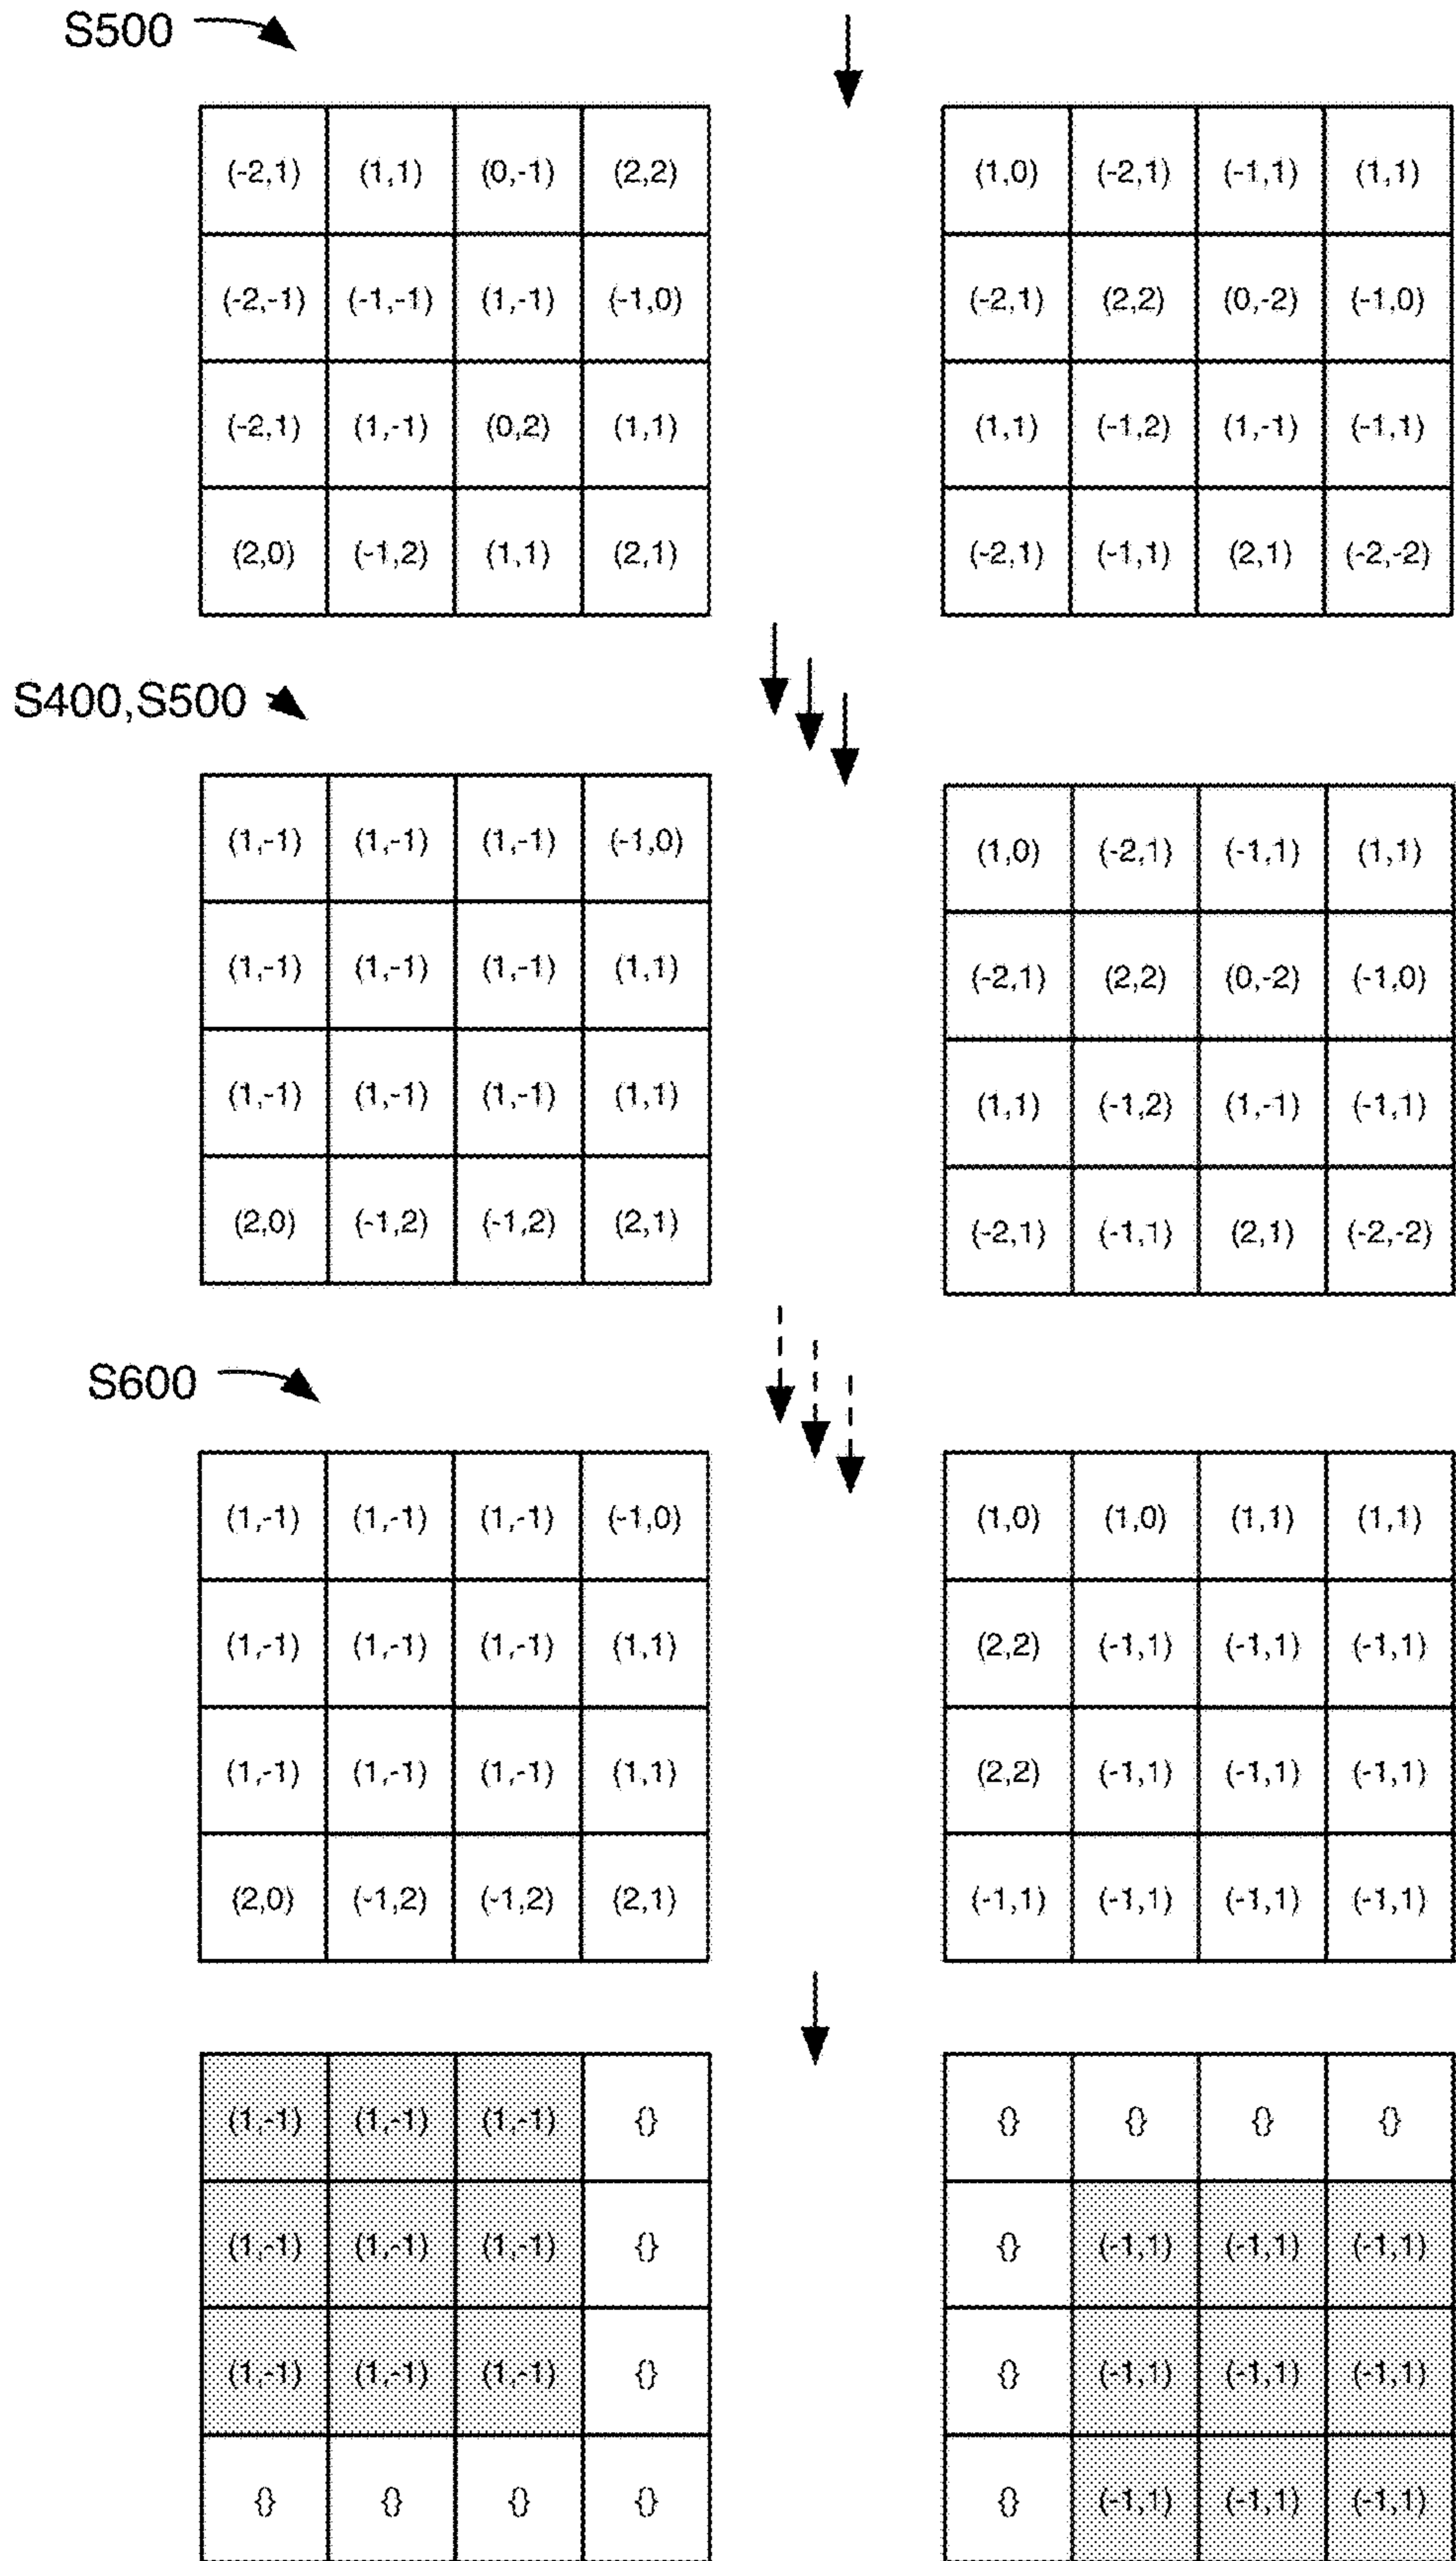 S500
(-2,1) (1,1) (0,-1) (2,2) (1,0) (-2,1) (-1,1) (1,1)
(-2,-1) (-1,-1) (1,-1) (-1,0) (-2,1) (2,2) (0,-2) (-1,0)
(-2,1) (1,-1) (0,2) (1,1) (1,1) (-1,2) (1,-1) (-1,1)
(2,0) (-1,2) (1,1) (2,1) (-2,1) (-1,1) (2,1) (-2,-2)
S400,S500
(1,-1) (1,-1) (1,-1) (-1,0) (1,0) (-2,1) (-1,1) (1,1)
(1,-1) (1,-1) (1,-1) (1,1) (-2,1) (2,2) (0,-2) (-1,0)
(1,-1) (1,-1) (1,-1) (1,1) (1,1) (-1,2) (1,-1) (-1,1)
(2,0) (-1,2) (-1,2) (2,1) (-2,1) (-1,1) (2,1) (-2,-2)
S600
(1,-1) (1,-1) (1,-1) (-1,0) (1,0) (1,0) (1,1) (1,1)
(1,-1) (1,-1) (1,-1) (1,1) (2,2) (-1,1) (-1,1) (-1,1)
(1,-1) (1,-1) (1,-1) (1,1) (2,2) (-1,1) (-1,1) (-1,1)
(2,0) (-1,2) (-1,2) (2,1) (-1,1) (-1,1) (-1,1) (-1,1)
(1,-1) (1,-1) (1,-1) {} {} {} {} {}
(1,-1) (1,-1) (1,-1) {} {} (-1,1) (-1,1) (-1,1)
(1,-1) (1,-1) (1,-1) {} {} (-1,1) (-1,1) (-1,1)
{} {} {} {} {} (-1,1) (-1,1) (-1,1)